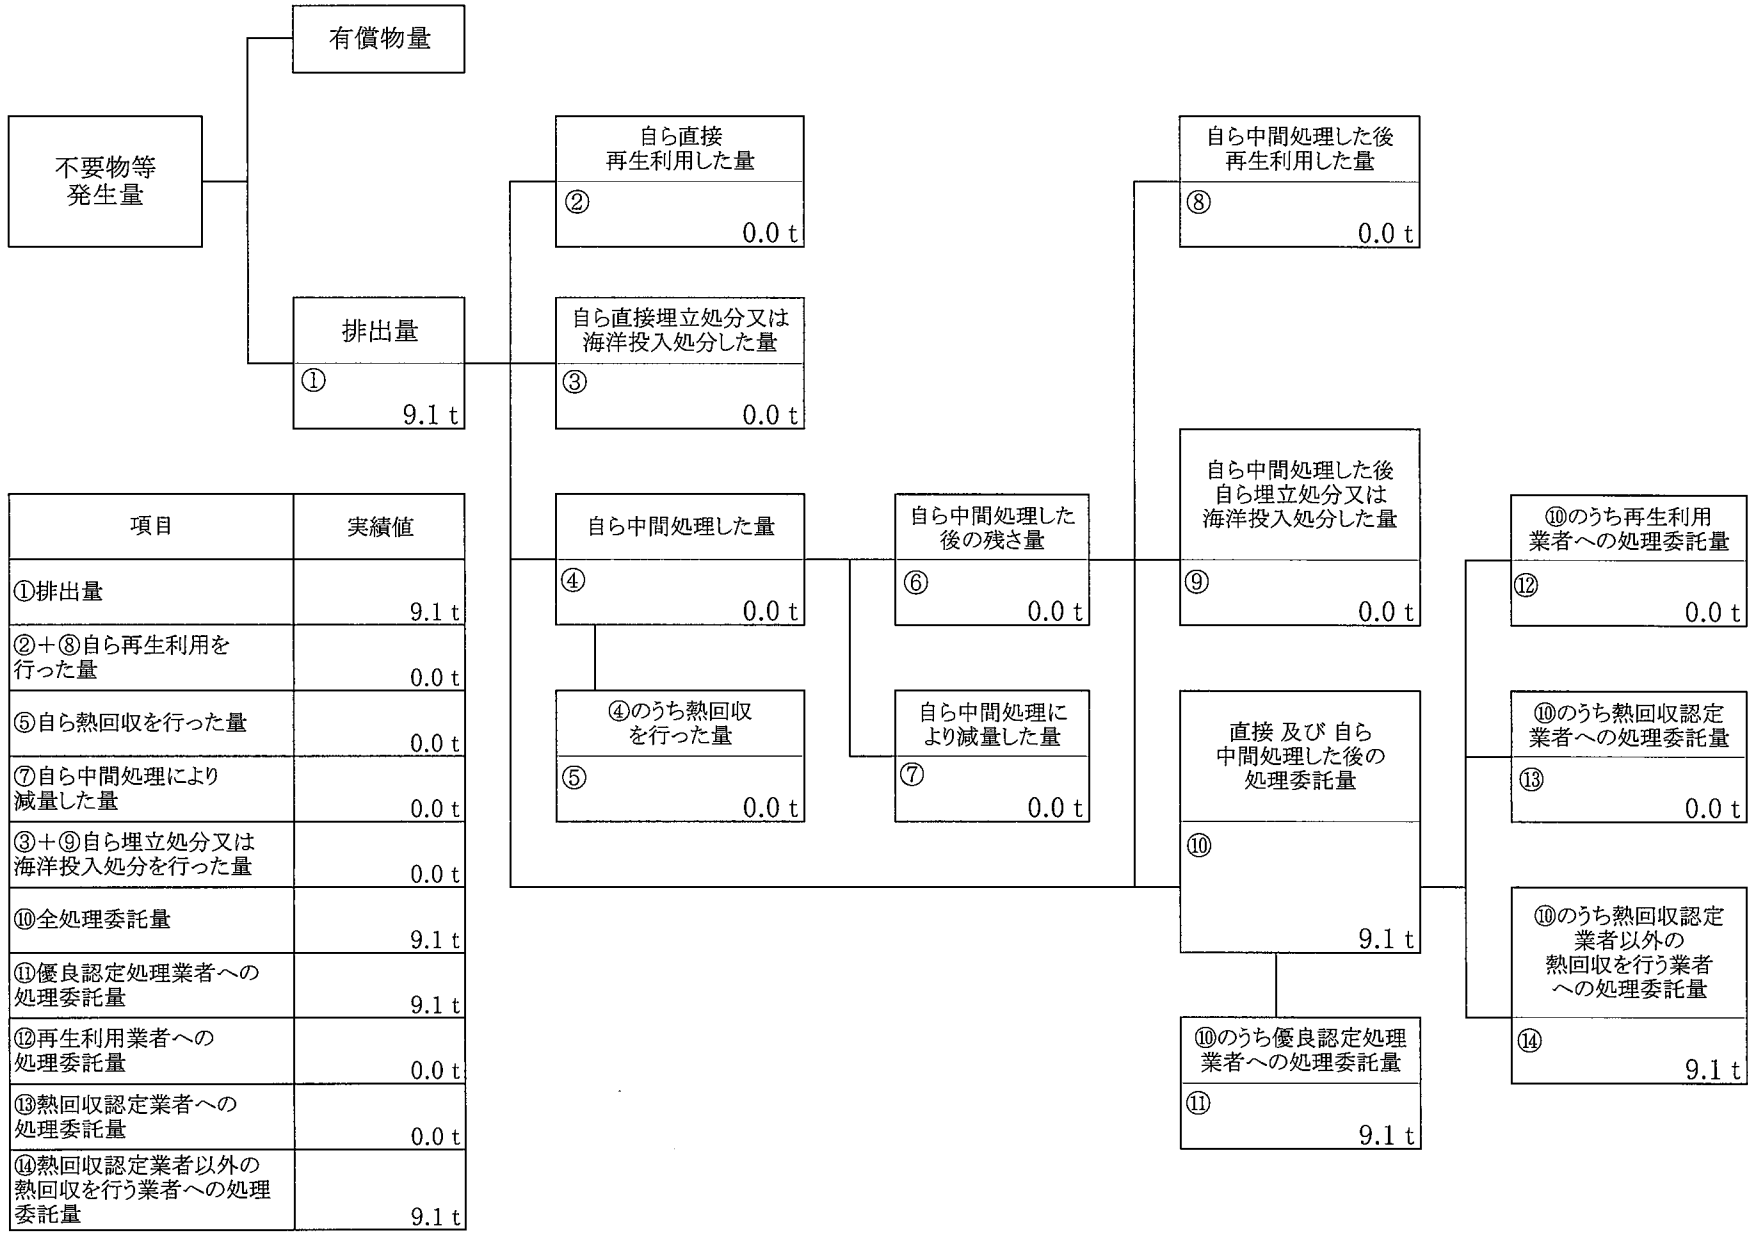 有償物量
不要物等
発生量
排出量
①
9.1 t
自ら直接
再生利用した量
②
0.0 t
自ら直接埋立処分又は
海洋投入処分した量
③
0.0 t
自ら中間処理した量
④
0.0 t
④のうち熱回収
を行った量
⑤
0.0 t
自ら中間処理した
後の残さ量
⑥
0.0 t
自ら中間処理に
より減量した量
⑦
0.0 t
自ら中間処理した後
再生利用した量
⑧
0.0 t
自ら中間処理した後
自ら埋立処分又は
海洋投入処分した量
⑨
0.0 t
直接 及び 自ら
中間処理した後の
処理委託量
⑩
9.1 t
⑩のうち優良認定処理
業者への処理委託量
⑪
9.1 t
⑩のうち再生利用
業者への処理委託量
⑫
0.0 t
⑩のうち熱回収認定
業者への処理委託量
⑬
0.0 t
⑩のうち熱回収認定
業者以外の
熱回収を行う業者
への処理委託量
⑭
9.1 t
項目 実績値
①排出量
9.1 t
②＋⑧自ら再生利用を
行った量
0.0 t
⑤自ら熱回収を行った量
0.0 t
⑦自ら中間処理により
減量した量
0.0 t
③＋⑨自ら埋立処分又は
海洋投入処分を行った量
0.0 t
⑩全処理委託量
9.1 t
⑪優良認定処理業者への
処理委託量
9.1 t
⑫再生利用業者への
処理委託量
0.0 t
⑬熱回収認定業者への
処理委託量
0.0 t
⑭熱回収認定業者以外の
熱回収を行う業者への処理
委託量
9.1 t